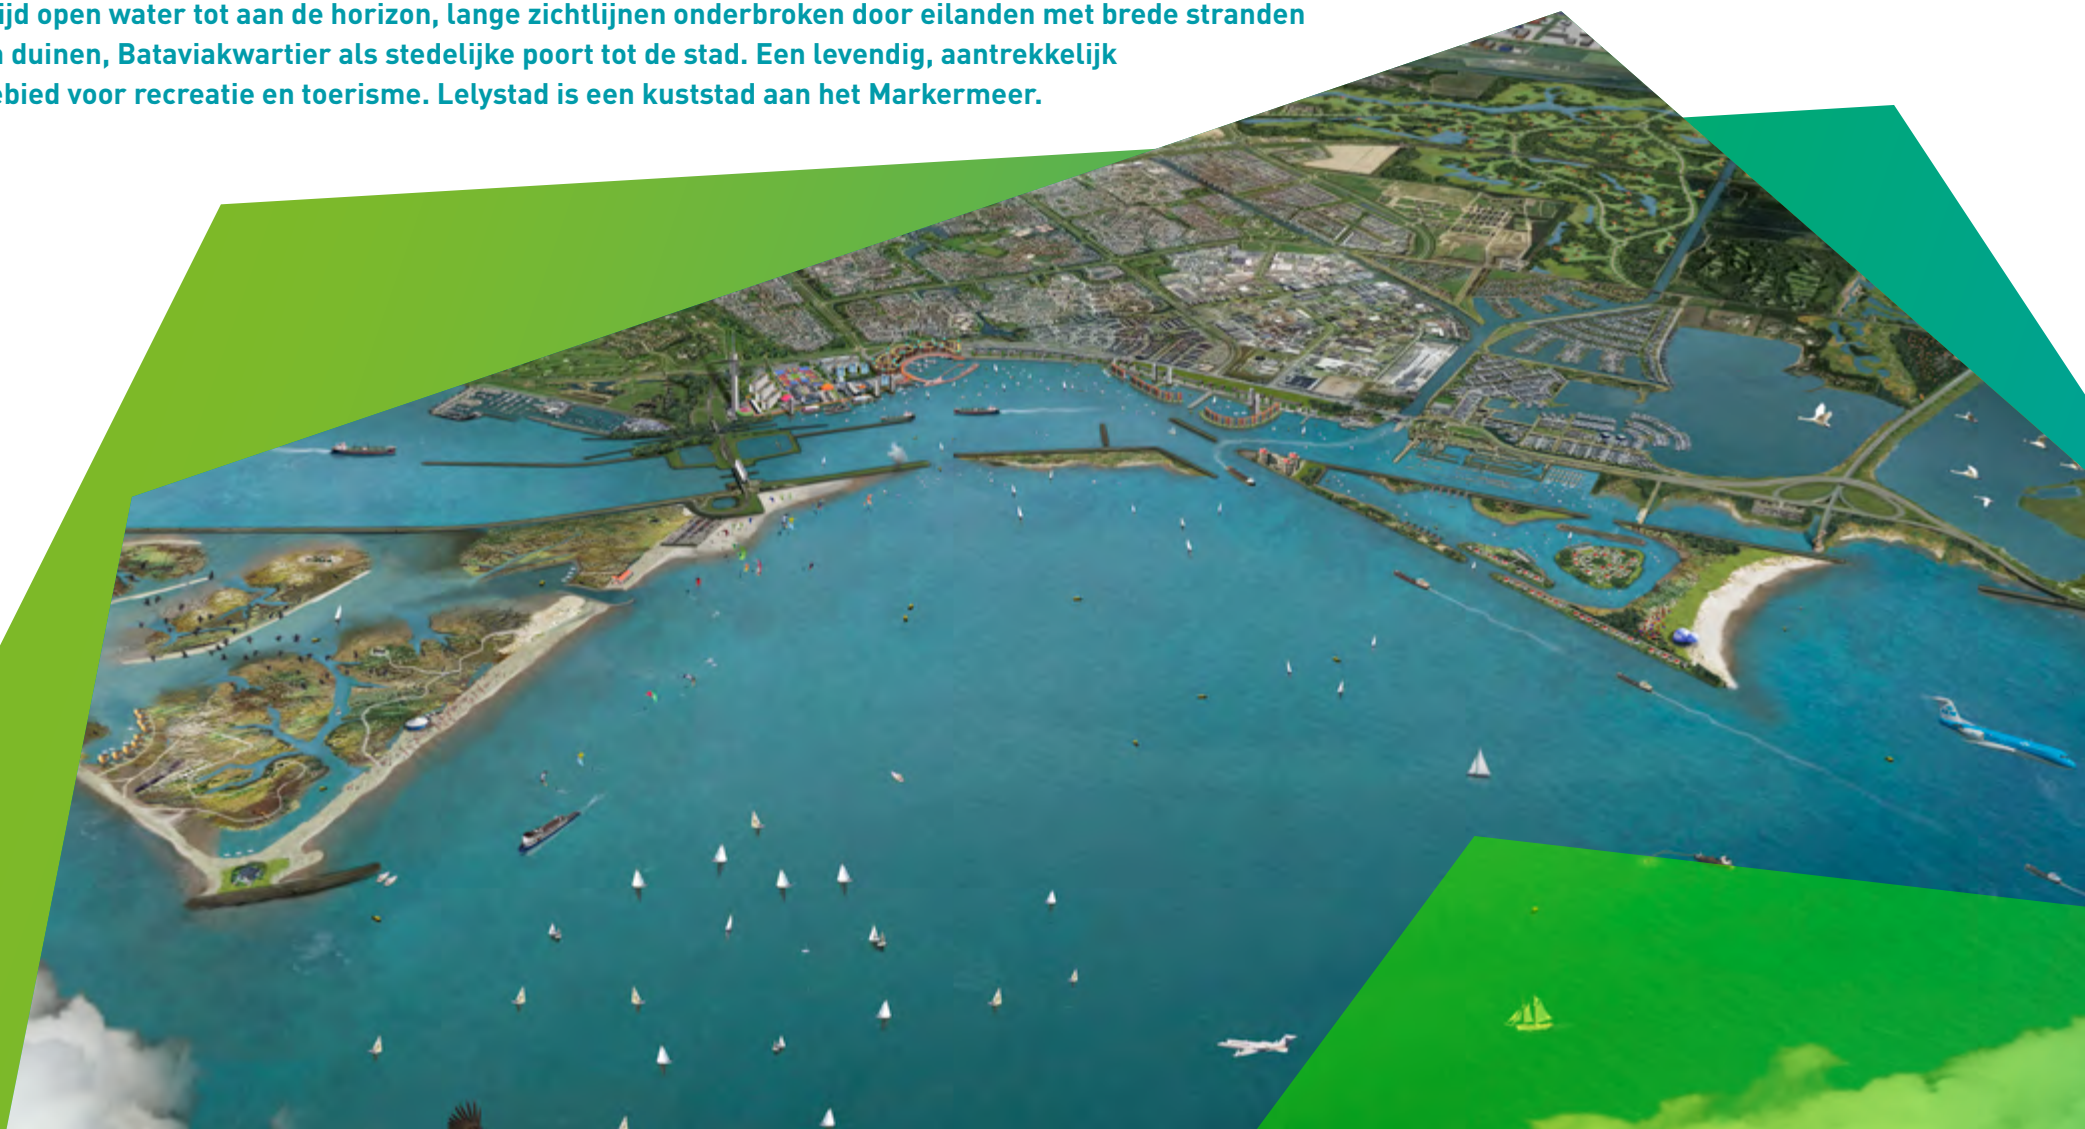 ijd open water tot aan de horizon, lange zichtlijnen onderbroken door eilanden met brede stranden
n duinen, Bataviakwartier als stedelijke poort tot de stad. Een levendig, aantrekkelijk
ebied voor recreatie en toerisme. Lelystad is een kuststad aan het Markermeer.